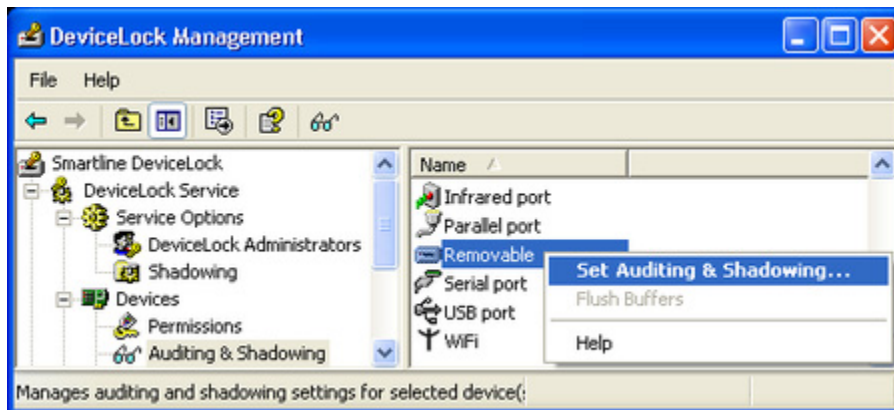 DeviceLock Management
File Help
Smartline DeviceLock
DeviceLock Service
Service Options
DeviceLock Administrators
Shadowing
Devices
Permissions
Auditing & Shadowing
Name
Infrared port
Parallel port
Removable
Serial port
USB port
WiFi
Set Auditing & Shadowing...
Flush Buffers
Help
Manages auditing and shadowing settings for selected device(